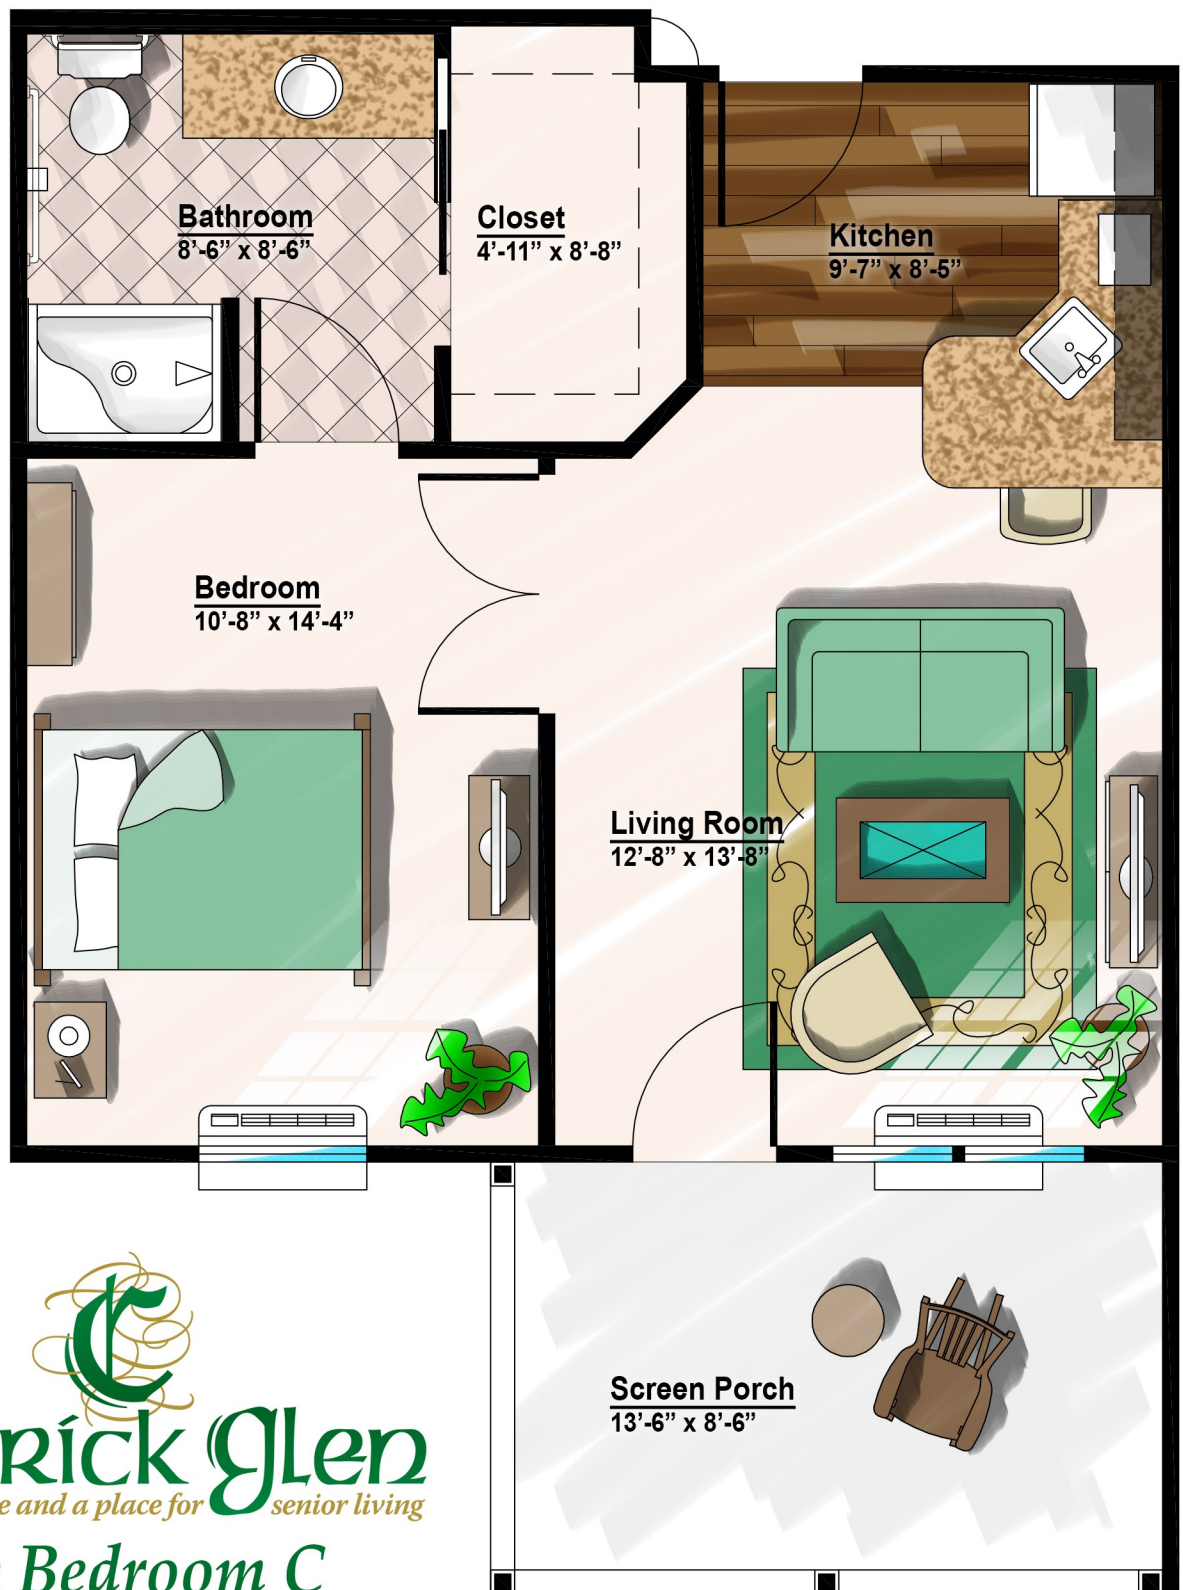 Bathroom
8’-6” x 8’-6”
Closet
4’-11” x 8’-8”
Kitchen
9’-7” x 8’-5”
Bedroom
10’-8” x 14’-4”
Living Room
12’-8” x 13’-8”
Screen Porch
13’-6” x 8’-6”
C
rick Glen
e and a place for senior living
Bedroom C